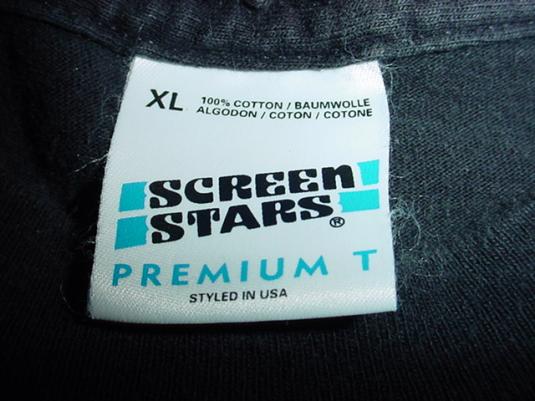 XL 100% COTTON / BAUMWOLLE
ALGODON / COTON / COTONE
SCREEN
STARS®
PREMIUM T
STYLED IN USA